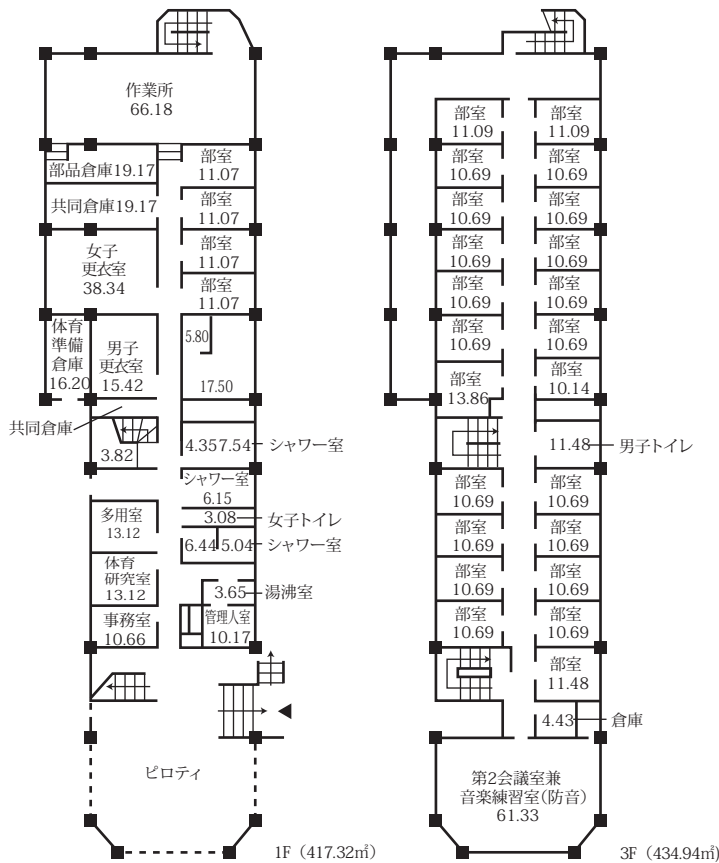 作業所
66.18
部品倉庫19.17
共同倉庫19.17
女子
更衣室
38.34
体育
準備
倉庫
16.20
男子
更衣室
15.42
共同倉庫
3.82
部室
11.07
部室
11.07
部室
11.07
部室
11.07
5.80
17.50
4.35
7.54
シャワー室
シャワー室
6.15
3.08
女子トイレ
6.44
5.04
シャワー室
多用室
13.12
体育
研究室
13.12
事務室
10.66
3.65
湯沸室
管理人室
10.17
ピロティ
1F（417.32㎡）
部室
11.09
部室
10.69
部室
10.69
部室
10.69
部室
10.69
部室
10.69
部室
13.86
部室
11.09
部室
10.69
部室
10.69
部室
10.69
部室
10.69
部室
10.69
部室
10.14
11.48
男子トイレ
部室
10.69
部室
10.69
部室
10.69
部室
10.69
部室
10.69
部室
10.69
部室
10.69
部室
10.69
部室
11.48
4.43
倉庫
第2会議室兼
音楽練習室(防音)
61.33
3F（434.94㎡）